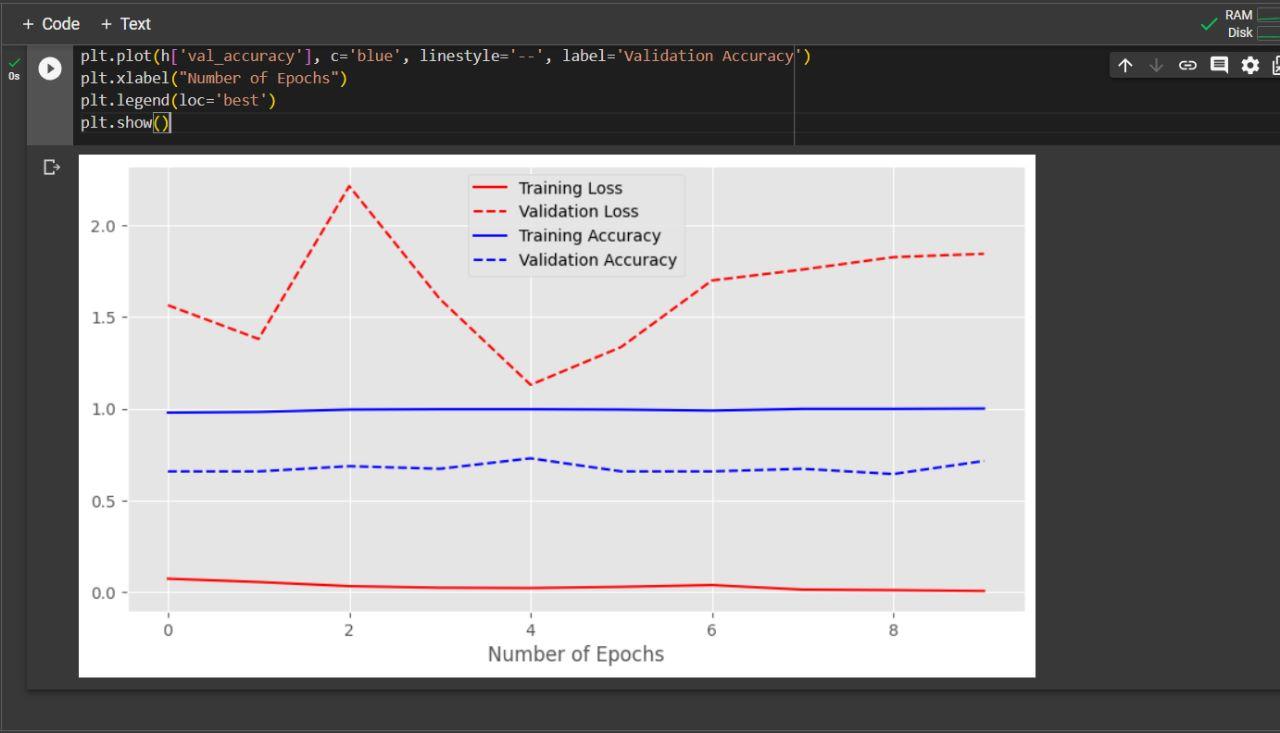 + Code + Text
RAM
Disk
0s
plt.plot(h['val_accuracy'], c='blue', linestyle='--', label='Validation Accuracy')
plt.xlabel("Number of Epochs")
plt.legend(loc='best')
plt.show()
Training Loss
Validation Loss
Training Accuracy
Validation Accuracy
2.0
1.5
1.0
0.5
0.0
0 2 4 6 8
Number of Epochs